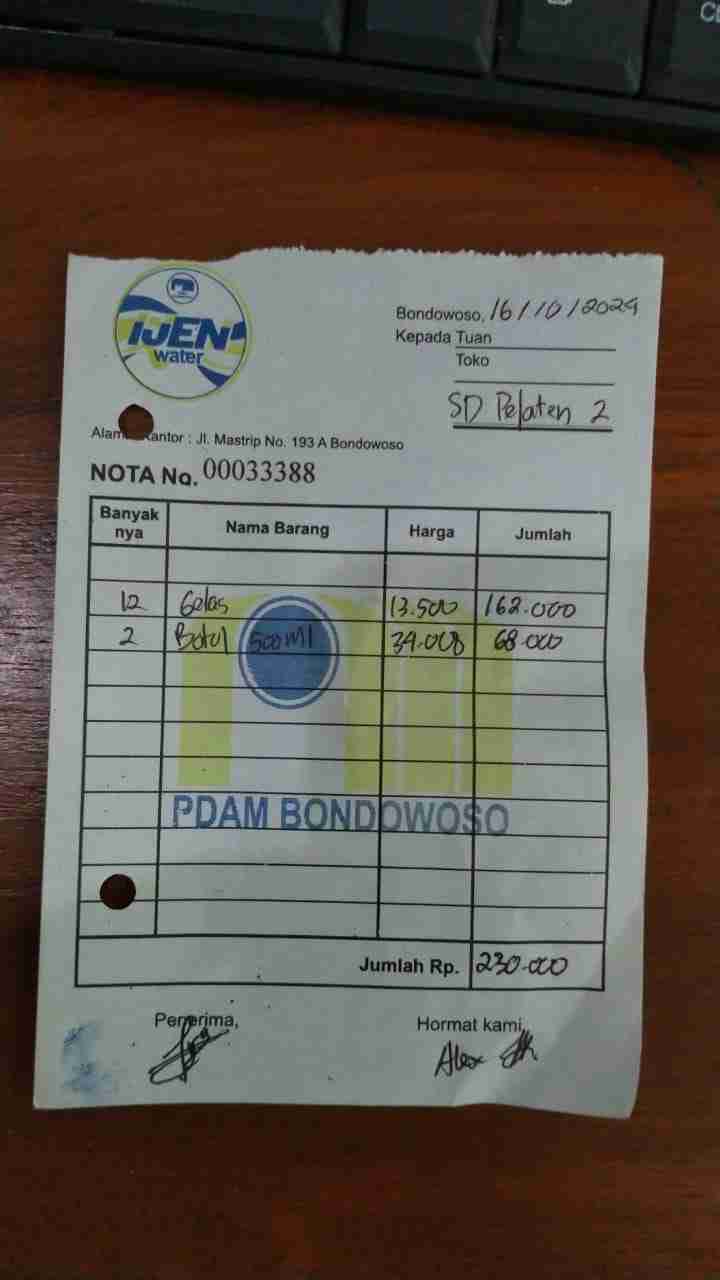 IJEN
water
Bondowoso, 16/10/2024
Kepada Tuan
Toko
SD Pelaten 2
Alam Kantor : Jl. Mastrip No. 193 A Bondowoso
NOTA No. 00033388
Banyak nya Nama Barang Harga Jumlah
12 Gelas 13.500 162.000
2 Botol 500 Ml 34.000 68.000
PDAM BONDOWOSO
Jumlah Rp. 230.000
Penerima, Hormat kami,
Alex